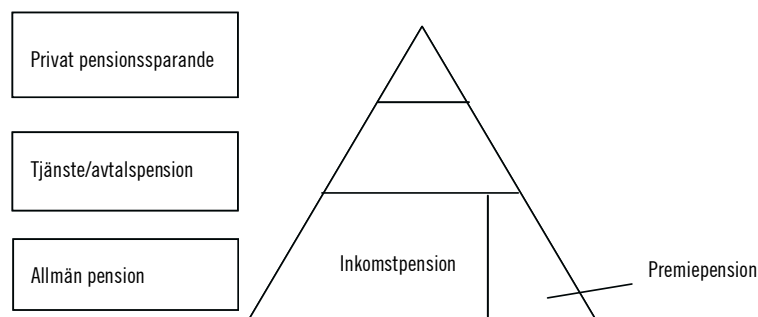 Privat pensionssparande
Tjänste/avtalspension
Allmän pension
Inkomstpension
Premiepension